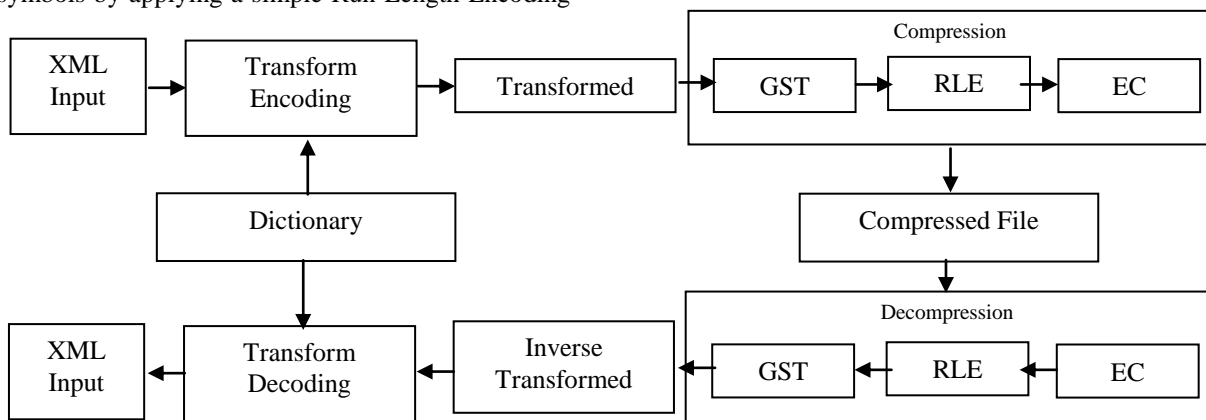 symbols by applying a simple Run Length Encoding
Compression
XML
Input
Transform
Encoding
Transformed
GST
RLE
EC
Dictionary
Compressed File
Decompression
XML
Input
Transform
Decoding
Inverse
Transformed
GST
RLE
EC